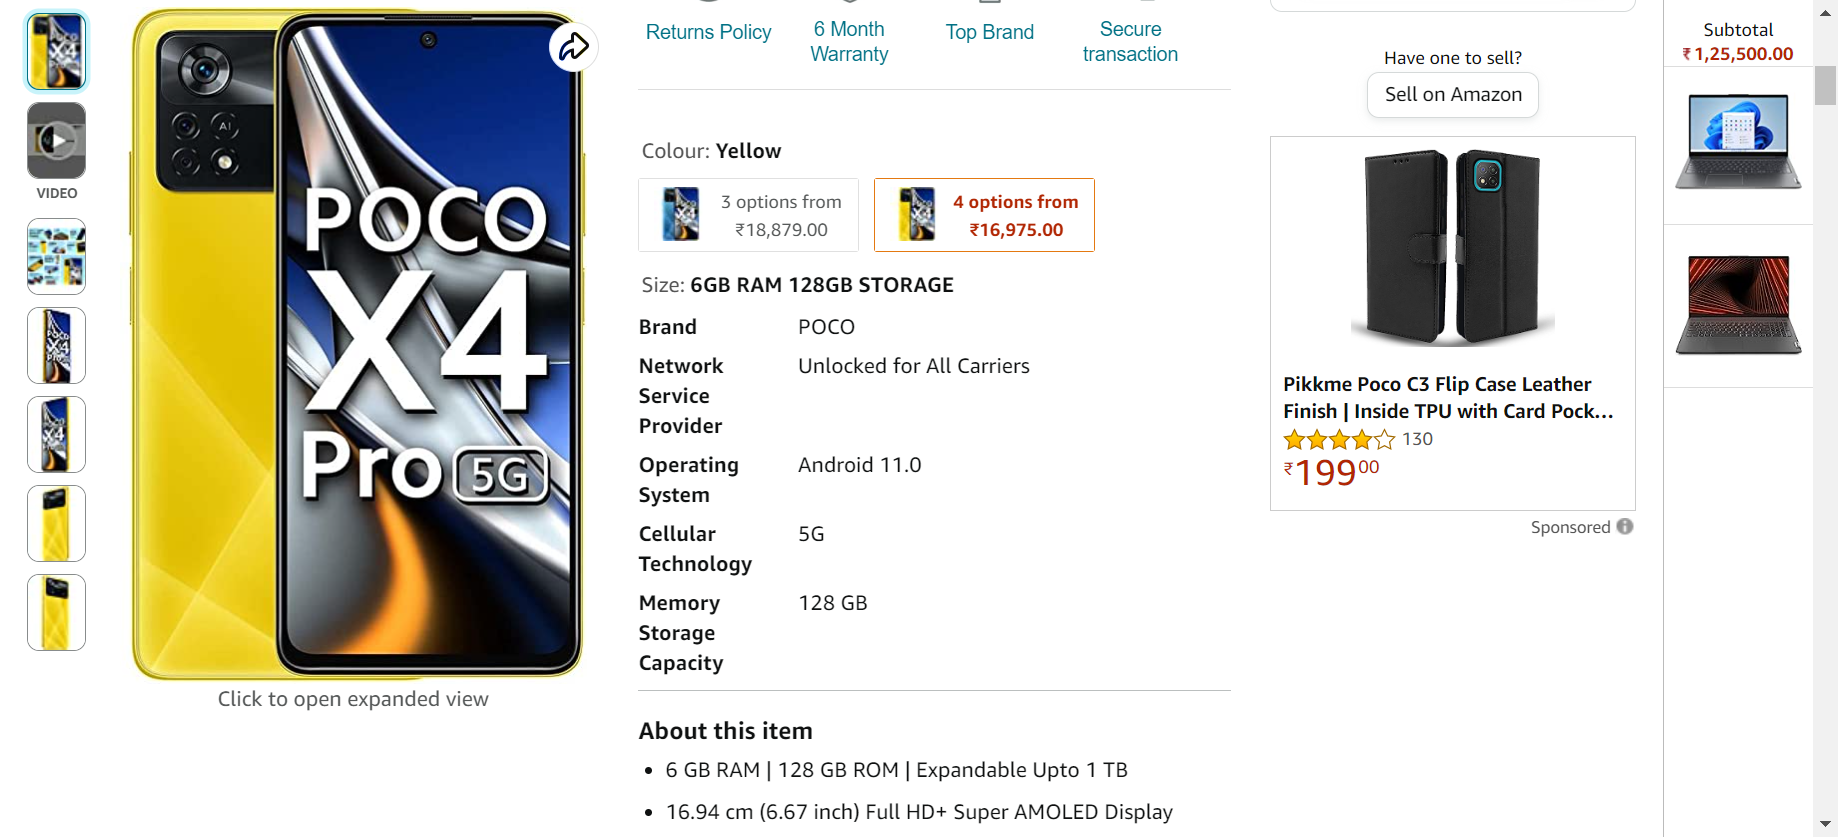 VIDEO
AI
POCO
X4
Pro 5G
Click to open expanded view
Returns Policy
6 Month
Warranty
Top Brand
Secure
transaction
Colour: Yellow
3 options from
₹18,879.00
4 options from
₹16,975.00
Size: 6GB RAM 128GB STORAGE
Brand POCO
Network Unlocked for All Carriers
Service
Provider
Operating Android 11.0
System
Cellular 5G
Technology
Memory 128 GB
Storage
Capacity
About this item
• 6 GB RAM | 128 GB ROM | Expandable Upto 1 TB
• 16.94 cm (6.67 inch) Full HD+ Super AMOLED Display
Have one to sell?
Sell on Amazon
Pikkme Poco C3 Flip Case Leather
Finish | Inside TPU with Card Pock...
130
₹19900
Sponsored
Subtotal
₹1,25,500.00